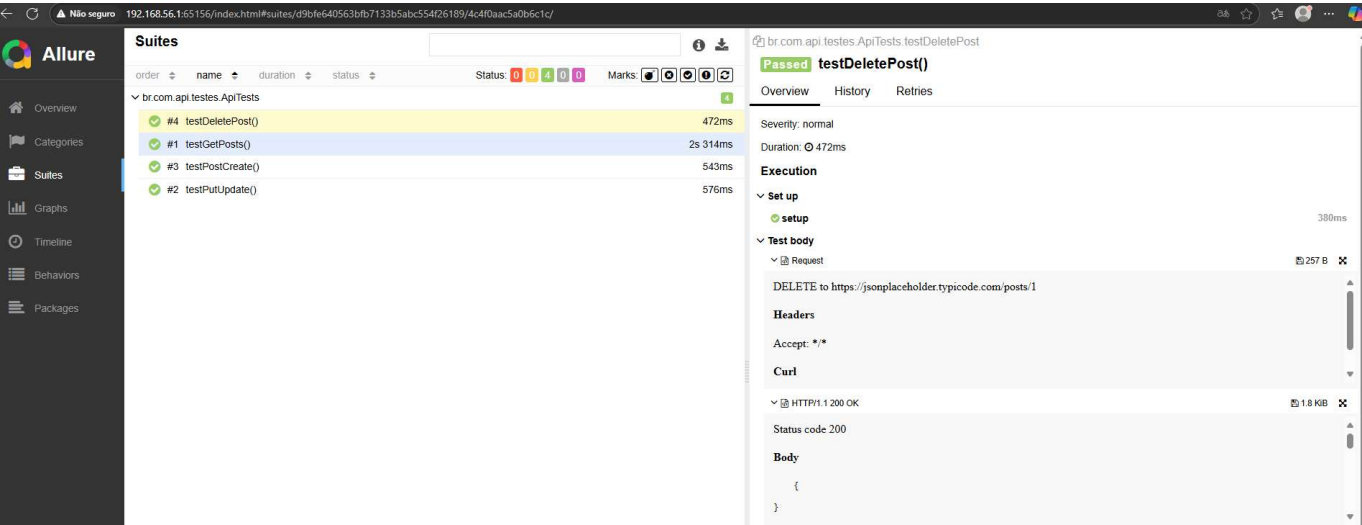 Não seguro 192.168.56.1:65156/index.html#suites/d9bfe640563bfb7133b5abc554f26189/4c4f0aac5a0b6c1c/
Allure
Overview
Categories
Suites
Graphs
Timeline
Behaviors
Packages
Suites
order name duration status Status: 0 0 4 0 0 Marks:
br.com.api.testes.ApiTests 4
#4 testDeletePost() 472ms
#1 testGetPosts() 2s 314ms
#3 testPostCreate() 543ms
#2 testPutUpdate() 576ms
br.com.api.testes.ApiTests.testDeletePost
Passed testDeletePost()
Overview History Retries
Severity: normal
Duration: 472ms
Execution
Set up
setup 380ms
Test body
Request 257 B
DELETE to https://jsonplaceholder.typicode.com/posts/1
Headers
Accept: */*
Curl
HTTP/1.1 200 OK 1.8 KiB
Status code 200
Body
{
}